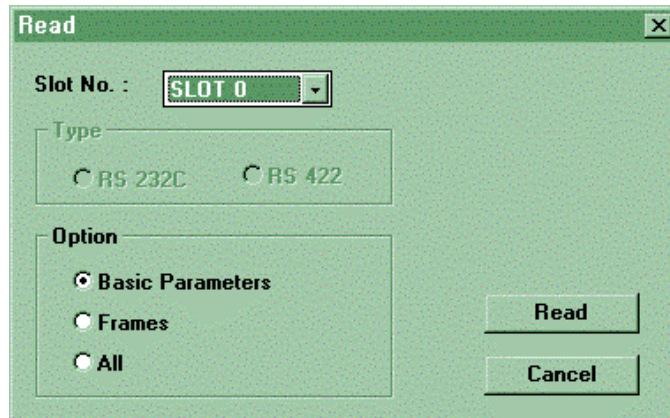 Read
Slot No. : SLOT 0
Type
RS 232C RS 422
Option
Basic Parameters
Frames
All
Read
Cancel